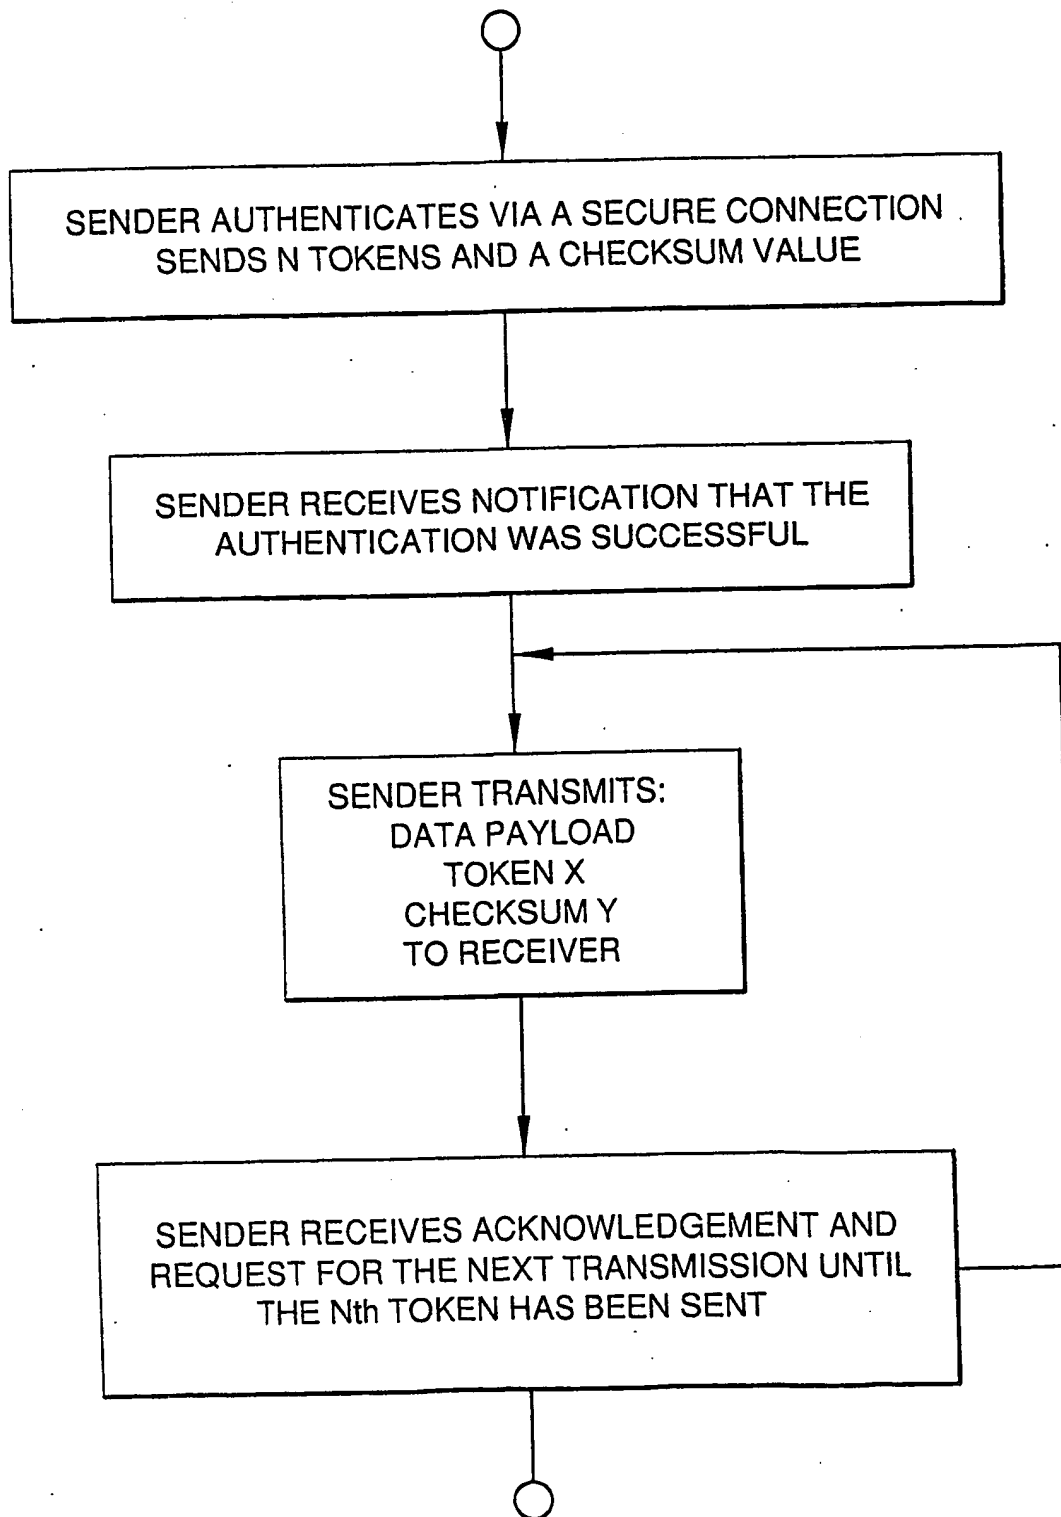 SENDER AUTHENTICATES VIA A SECURE CONNECTION
SENDS N TOKENS AND A CHECKSUM VALUE
SENDER RECEIVES NOTIFICATION THAT THE
AUTHENTICATION WAS SUCCESSFUL
SENDER TRANSMITS:
DATA PAYLOAD
TOKEN X
CHECKSUM Y
TO RECEIVER
SENDER RECEIVES ACKNOWLEDGEMENT AND
REQUEST FOR THE NEXT TRANSMISSION UNTIL
THE Nth TOKEN HAS BEEN SENT